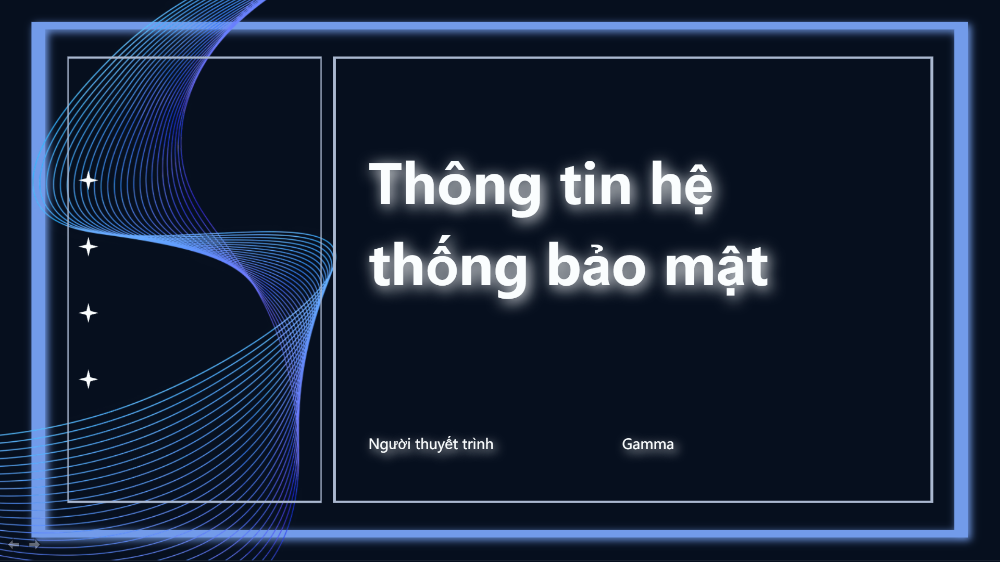 Thông tin hệ
thống bảo mật
Người thuyết trình
Gamma